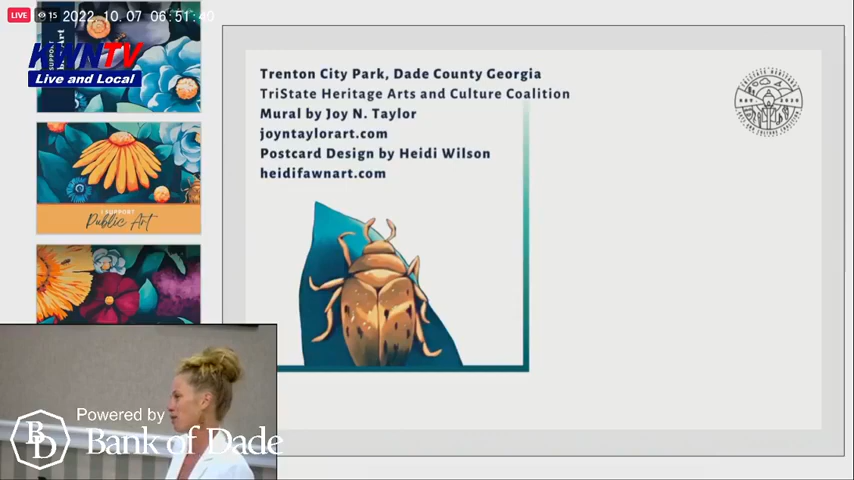 LIVE
15
2022.10.07 06:51:40
KWNTV
Live and Local
I SUPPORT
Public Art
Trenton City Park, Dade County Georgia
TriState Heritage Arts and Culture Coalition
Mural by Joy N. Taylor
joyntaylorart.com
Postcard Design by Heidi Wilson
heidifawnart.com
Powered by
BD
Bank of Dade